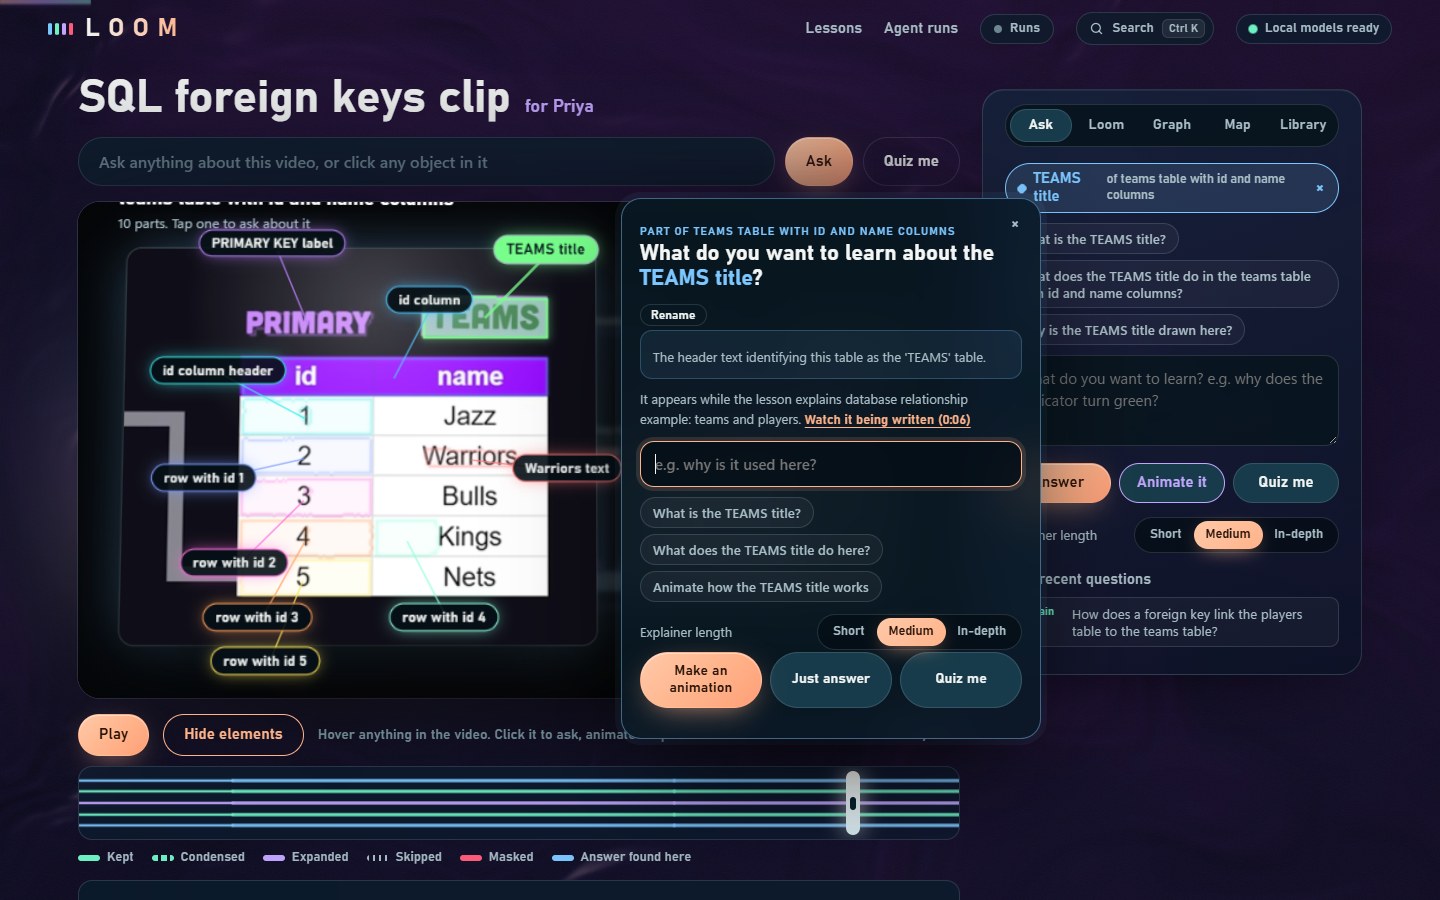 LOOM
Lessons
Agent runs
Runs
Search
Ctrl K
Local models ready
SQL foreign keys clip for Priya
Ask anything about this video, or click any object in it
Ask
Quiz me
10 parts. Tap one to ask about it
PRIMARY KEY label
TEAMS title
id column
PRIMARY
TEAMS
id column header
id
name
1
Jazz
2
Warriors
Warriors text
row with id 1
3
Bulls
4
Kings
row with id 2
5
Nets
row with id 3
row with id 4
row with id 5
PART OF TEAMS TABLE WITH ID AND NAME COLUMNS
×
What do you want to learn about the
TEAMS title?
Rename
The header text identifying this table as the 'TEAMS' table.
It appears while the lesson explains database relationship
example: teams and players. Watch it being written (0:06)
e.g. why is it used here?
What is the TEAMS title?
What does the TEAMS title do here?
Animate how the TEAMS title works
Explainer length
Short
Medium
In-depth
Make an
animation
Just answer
Quiz me
Ask
Loom
Graph
Map
Library
TEAMS
title
of teams table with id and name
columns
×
is the TEAMS title?
does the TEAMS title do in the teams table
id and name columns?
is the TEAMS title drawn here?
do you want to learn? e.g. why does the
turn green?
Animate it
Quiz me
length
Short
Medium
In-depth
recent questions
How does a foreign key link the players
table to the teams table?
Play
Hide elements
Hover anything in the video. Click it to ask,
Kept
Condensed
Expanded
Skipped
Masked
Answer found here